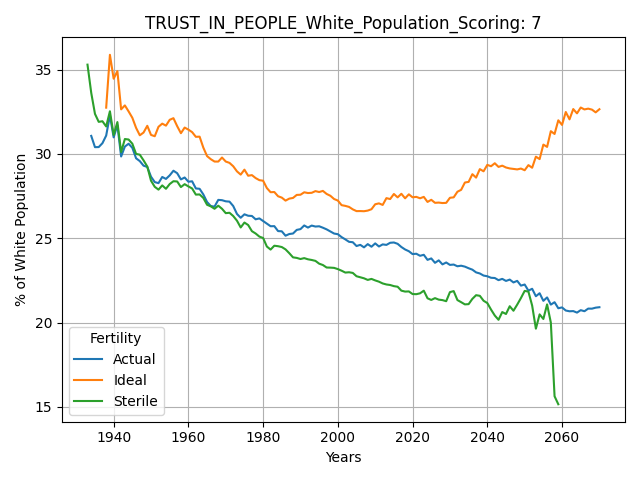 TRUST_IN_PEOPLE_White_Population_Scoring: 7
% of White Population
35
30
25
20
15
Fertility
Actual
Ideal
Sterile
1940 1960 1980 2000 2020 2040 2060
Years